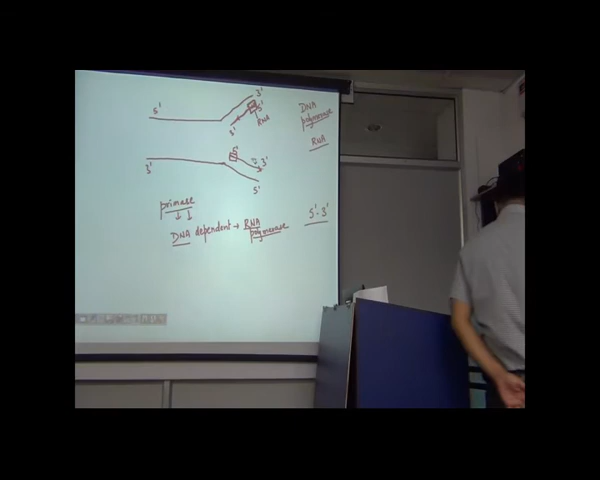 3'
5'
5'
RNA
3'
DNA
polymerase
RNA
5'
3'
3'
5'
primase
5'-3'
DNA dependent → RNA
polymerase